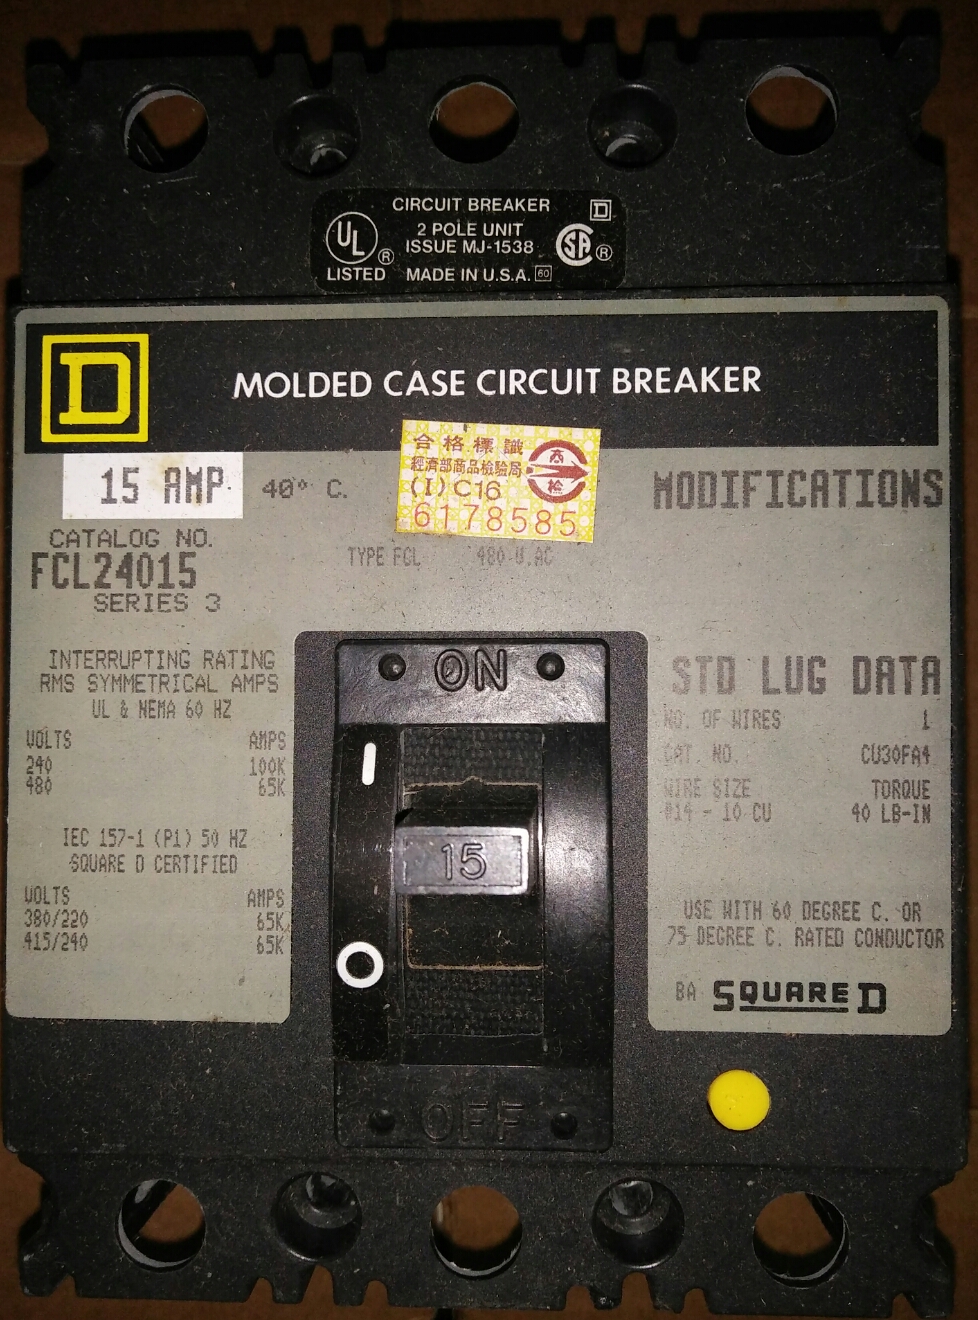 CIRCUIT BREAKER
2 POLE UNIT
ISSUE MJ-1538
UL ® SA ®
LISTED MADE IN U.S.A. 60
D
MOLDED CASE CIRCUIT BREAKER
合格標識
經濟部商品檢驗局
(I) C16
6178585
15 AMP 40° C.
MODIFICATIONS
CATALOG NO.
FCL24015
SERIES 3
TYPE FCL 480 V.AC
INTERRUPTING RATING
RMS SYMMETRICAL AMPS
UL & NEMA 60 HZ
VOLTS AMPS
240 100K
480 65K
IEC 157-1 (P1) 50 HZ
SQUARE D CERTIFIED
VOLTS AMPS
380/220 65K
415/240 65K
ON
I
15
O
OFF
STD LUG DATA
NO. OF WIRES 1
CAT. NO. CU30FA4
WIRE SIZE TORQUE
#14 - 10 CU 40 LB-IN
USE WITH 60 DEGREE C. OR
75 DEGREE C. RATED CONDUCTOR
BA SQUARE D